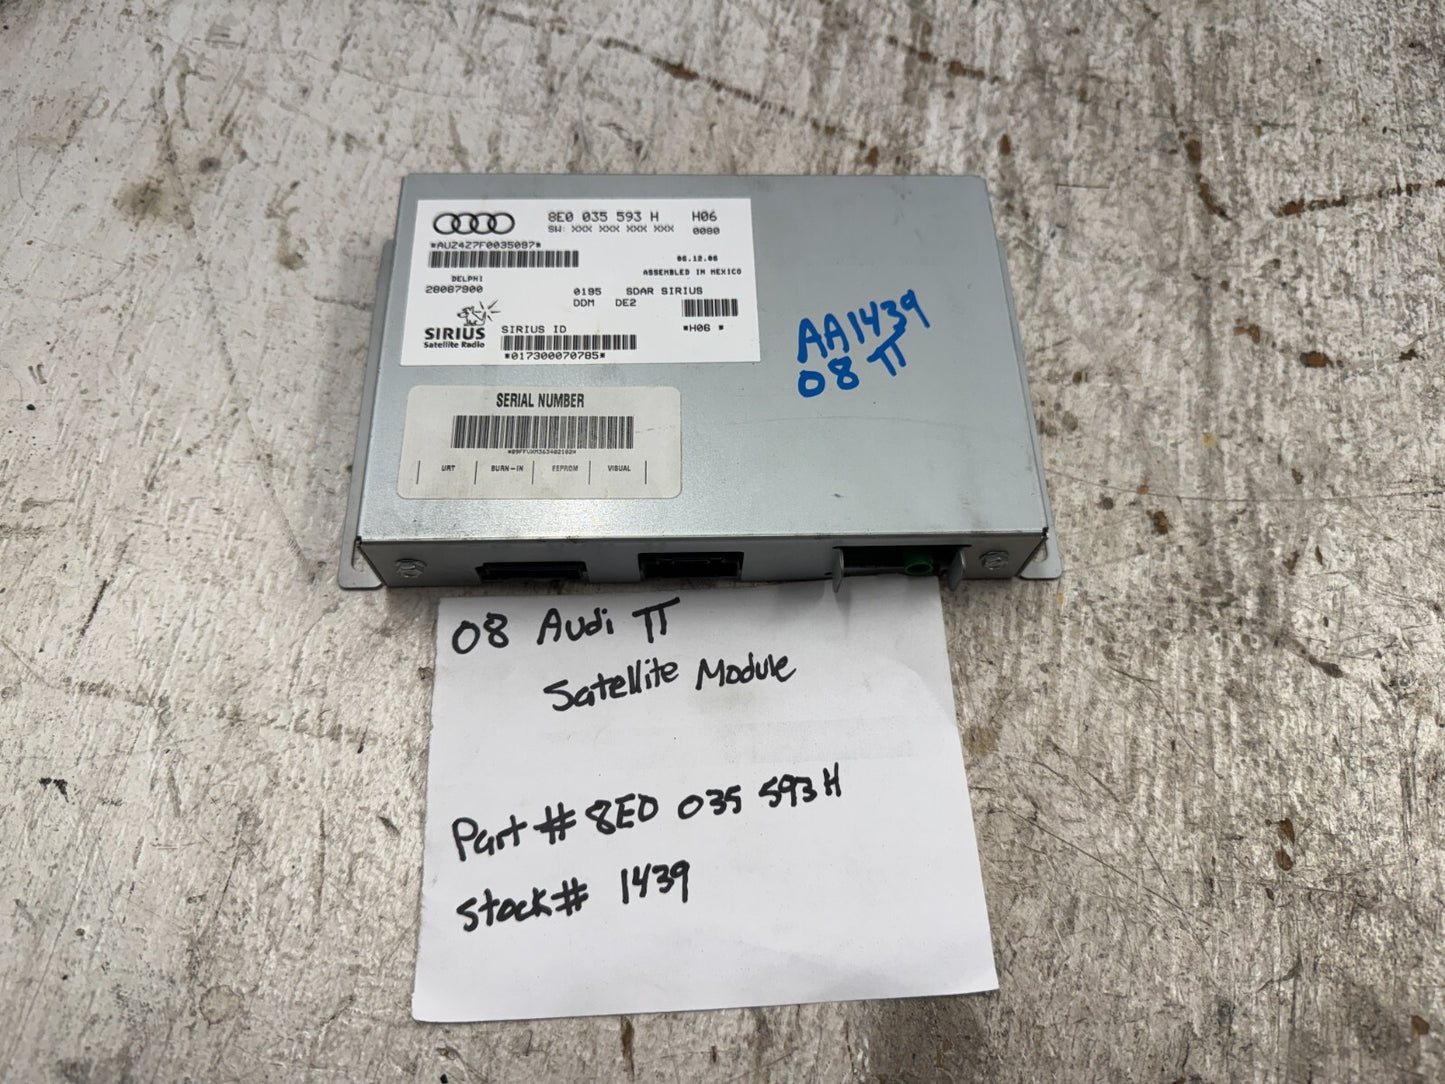 8E0 035 593 H H06
SW: XXX XXX XXX XXX 0080
*AUZ4Z7F0035097*
06.12.06
ASSEMBLED IN MEXICO
DELPHI
28087900 0195 SDAR SIRIUS
DDM DE2
SIRIUS
Satellite Radio
SIRIUS ID
*H06 *
*017300070785*
AA1439
08 TT
SERIAL NUMBER
URT BURN-IN EEPROM VISUAL
08 Audi TT
Satellite Module
Part # 8E0 035 593H
Stock# 1439